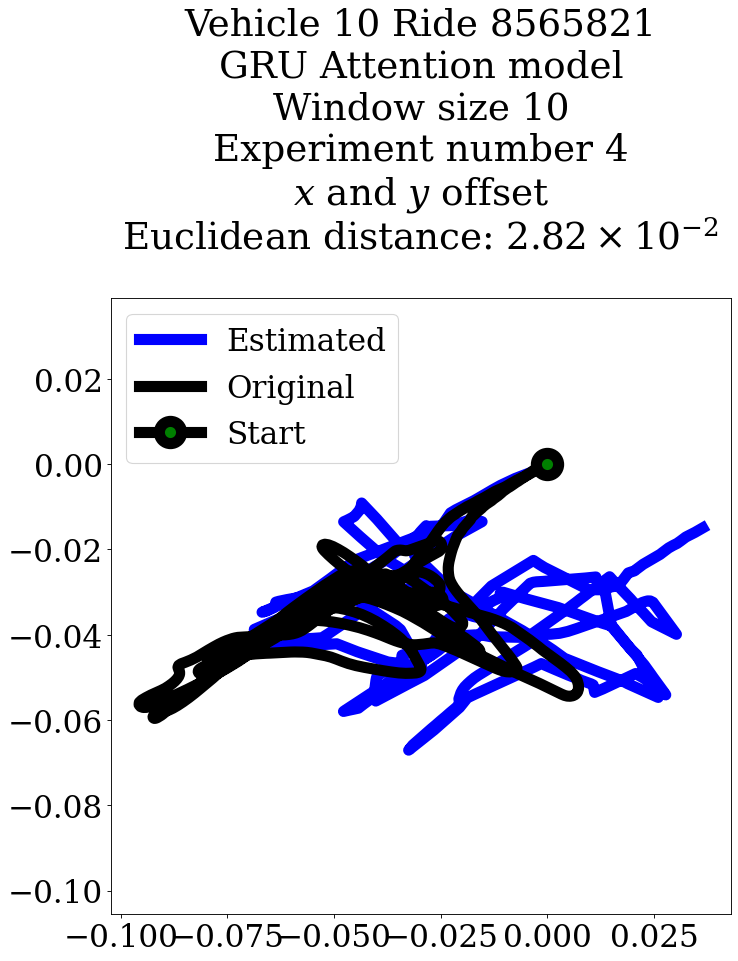 Vehicle 10 Ride 8565821
GRU Attention model
Window size 10
Experiment number 4
x and y offset
Euclidean distance: 2.82 × 10⁻²
Estimated
Original
Start
0.02
0.00
−0.02
−0.04
−0.06
−0.08
−0.10
−0.100 −0.075 −0.050 −0.025 0.000 0.025